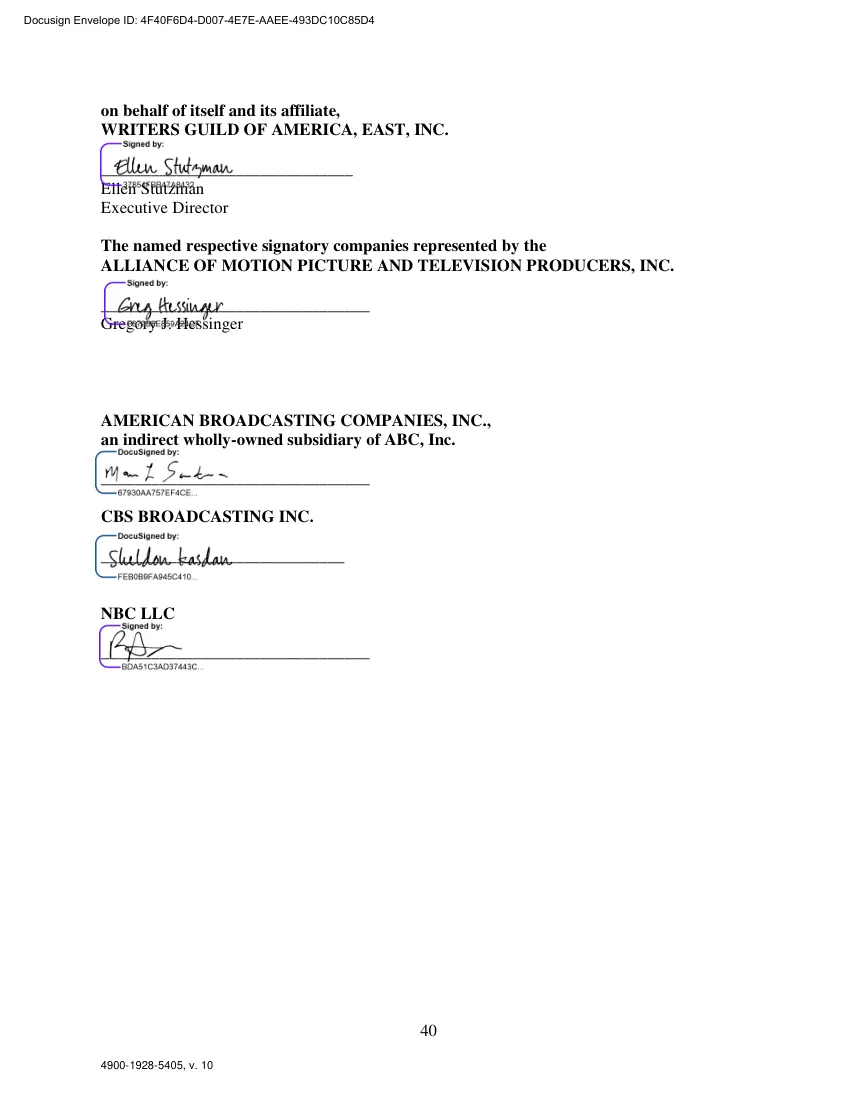 Docusign Envelope ID: 4F40F6D4-D007-4E7E-AAEE-493DC10C85D4
on behalf of itself and its affiliate,
WRITERS GUILD OF AMERICA, EAST, INC.
Signed by:
Ellen Stutzman
Ellen Stutzman
Executive Director
The named respective signatory companies represented by the
ALLIANCE OF MOTION PICTURE AND TELEVISION PRODUCERS, INC.
Signed by:
Greg Hessinger
Gregory J. Hessinger
AMERICAN BROADCASTING COMPANIES, INC.,
an indirect wholly-owned subsidiary of ABC, Inc.
DocuSigned by:
67930AA757EF4CE...
CBS BROADCASTING INC.
DocuSigned by:
Sheldon kasdan
FEB0B9FA945C410...
NBC LLC
Signed by:
BDA51C3AD37443C...
40
4900-1928-5405, v. 10